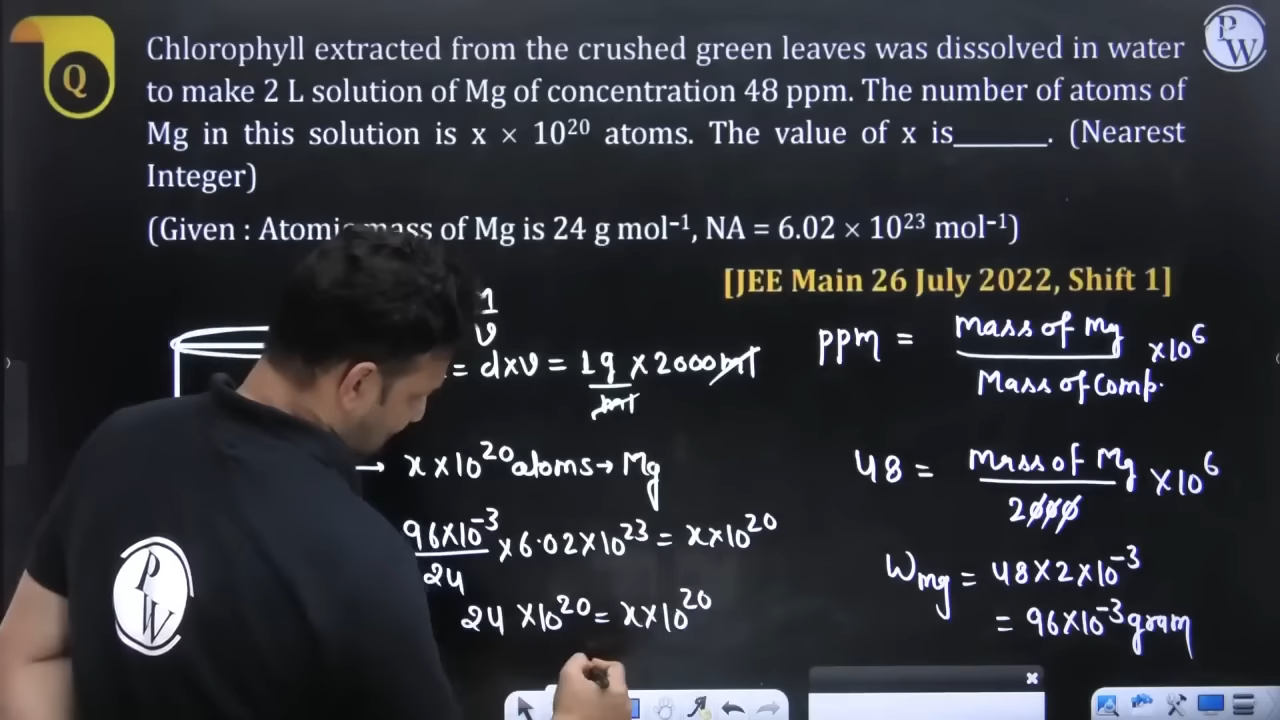 Q
Chlorophyll extracted from the crushed green leaves was dissolved in water
to make 2 L solution of Mg of concentration 48 ppm. The number of atoms of
Mg in this solution is x × 10²⁰ atoms. The value of x is______. (Nearest
Integer)
(Given : Atomic mass of Mg is 24 g mol⁻¹, NA = 6.02 × 10²³ mol⁻¹)
[JEE Main 26 July 2022, Shift 1]
PW
1
v
= d×v = 1g/ml × 2000ml
→ x×10²⁰ atoms→Mg
96×10⁻³/24 × 6.02×10²³ = x×10²⁰
24 ×10²⁰ = x×10²⁰
ppm = Mass of Mg/Mass of Comp. ×10⁶
48 = Mass of Mg/2000 ×10⁶
Wmg = 48×2×10⁻³
= 96×10⁻³ gram
PW